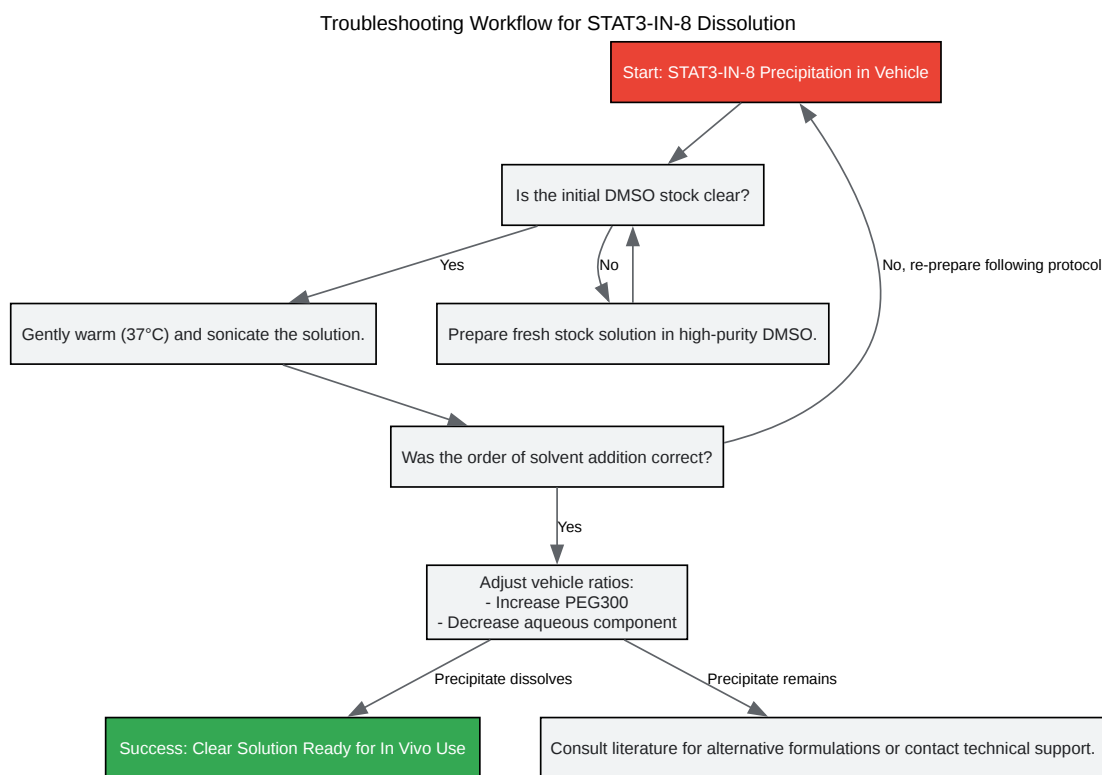 Troubleshooting Workflow for STAT3-IN-8 Dissolution
Start: STAT3-IN-8 Precipitation in Vehicle
Is the initial DMSO stock clear?
Yes
No
No, re-prepare following protocol
Gently warm (37°C) and sonicate the solution.
Prepare fresh stock solution in high-purity DMSO.
Was the order of solvent addition correct?
Yes
Adjust vehicle ratios:
- Increase PEG300
- Decrease aqueous component
Precipitate dissolves
Precipitate remains
Success: Clear Solution Ready for In Vivo Use
Consult literature for alternative formulations or contact technical support.